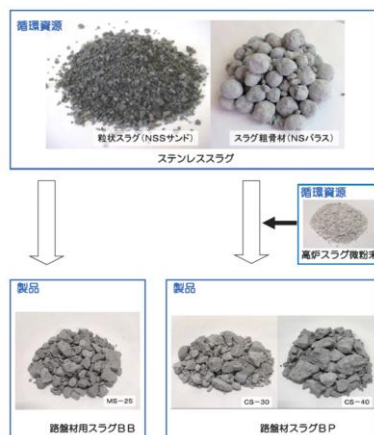 循環資源
粒状スラグ(NSSサンド)
スラグ粗骨材(NSバラス)
ステンレススラグ
循環資源
高炉スラグ微粉末
製品
MS-25
路盤材用スラグBB
製品
CS-30
CS-40
路盤材スラグBP